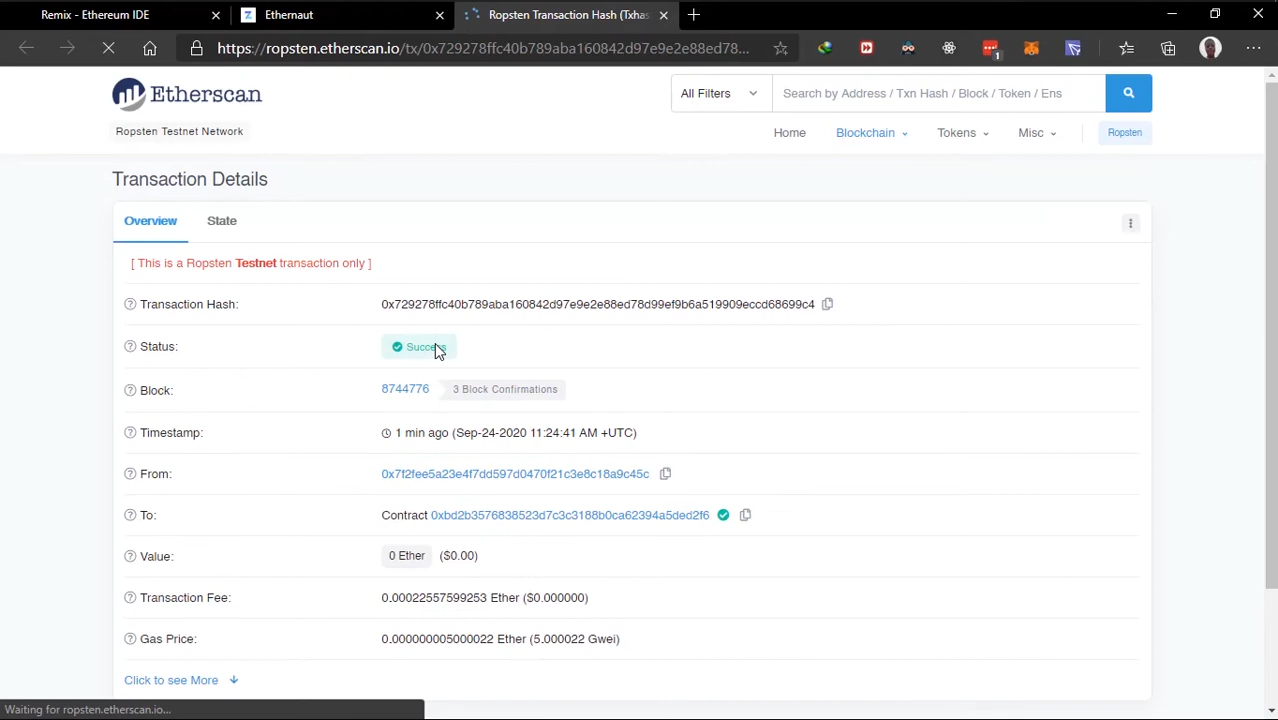 Remix - Ethereum IDE
Ethernaut
Ropsten Transaction Hash (Txhas
https://ropsten.etherscan.io/tx/0x729278ffc40b789aba160842d97e9e2e88ed78...
1
Etherscan
All Filters
Search by Address / Txn Hash / Block / Token / Ens
Ropsten Testnet Network
Home
Blockchain
Tokens
Misc
Ropsten
Transaction Details
Overview
State
[ This is a Ropsten Testnet transaction only ]
Transaction Hash: 0x729278ffc40b789aba160842d97e9e2e88ed78d99ef9b6a519909eccd68699c4
Status: Success
Block: 8744776 3 Block Confirmations
Timestamp: 1 min ago (Sep-24-2020 11:24:41 AM +UTC)
From: 0x7f2fee5a23e4f7dd597d0470f21c3e8c18a9c45c
To: Contract 0xbd2b3576838523d7c3c3188b0ca62394a5ded2f6
Value: 0 Ether ($0.00)
Transaction Fee: 0.00022557599253 Ether ($0.000000)
Gas Price: 0.000000005000022 Ether (5.000022 Gwei)
Click to see More
Waiting for ropsten.etherscan.io...